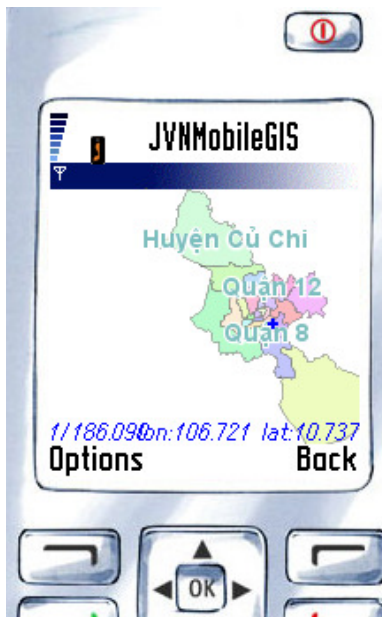 JVNMobileGIS
Huyện Củ Chi
Quận 12
Quận 8
1/186.090 lon:106.721 lat:10.737
Options Back
OK